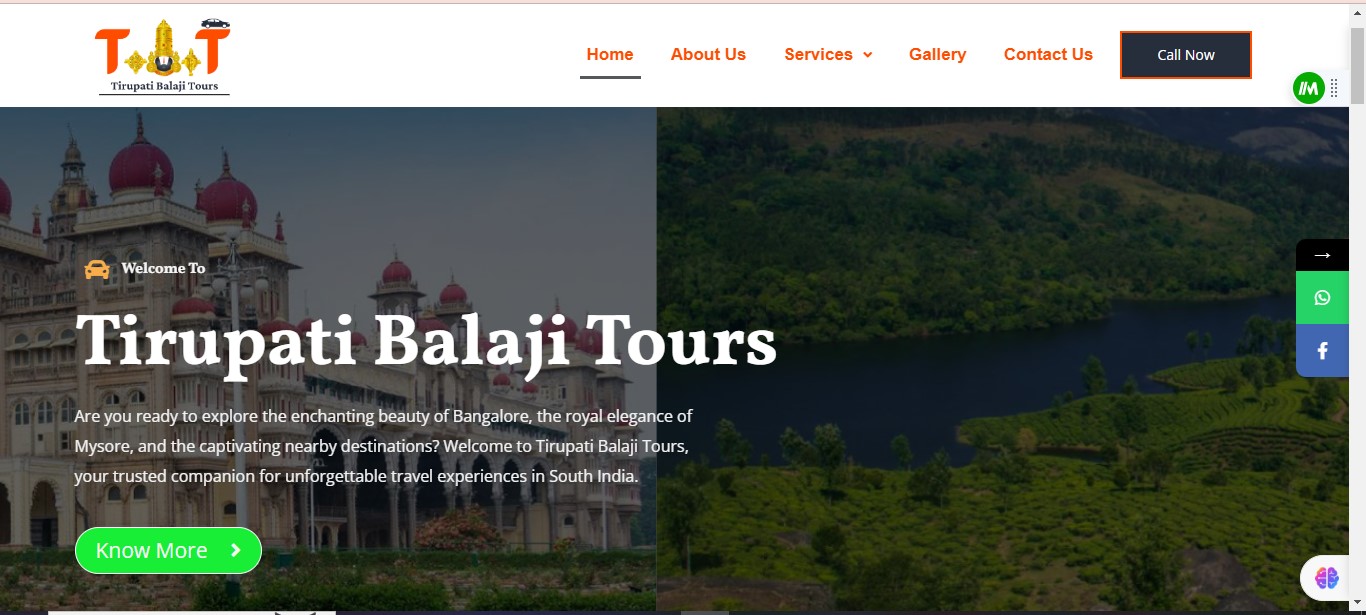 T T
Tirupati Balaji Tours
Home About Us Services Gallery Contact Us Call Now
Welcome To
Tirupati Balaji Tours
Are you ready to explore the enchanting beauty of Bangalore, the royal elegance of
Mysore, and the captivating nearby destinations? Welcome to Tirupati Balaji Tours,
your trusted companion for unforgettable travel experiences in South India.
Know More